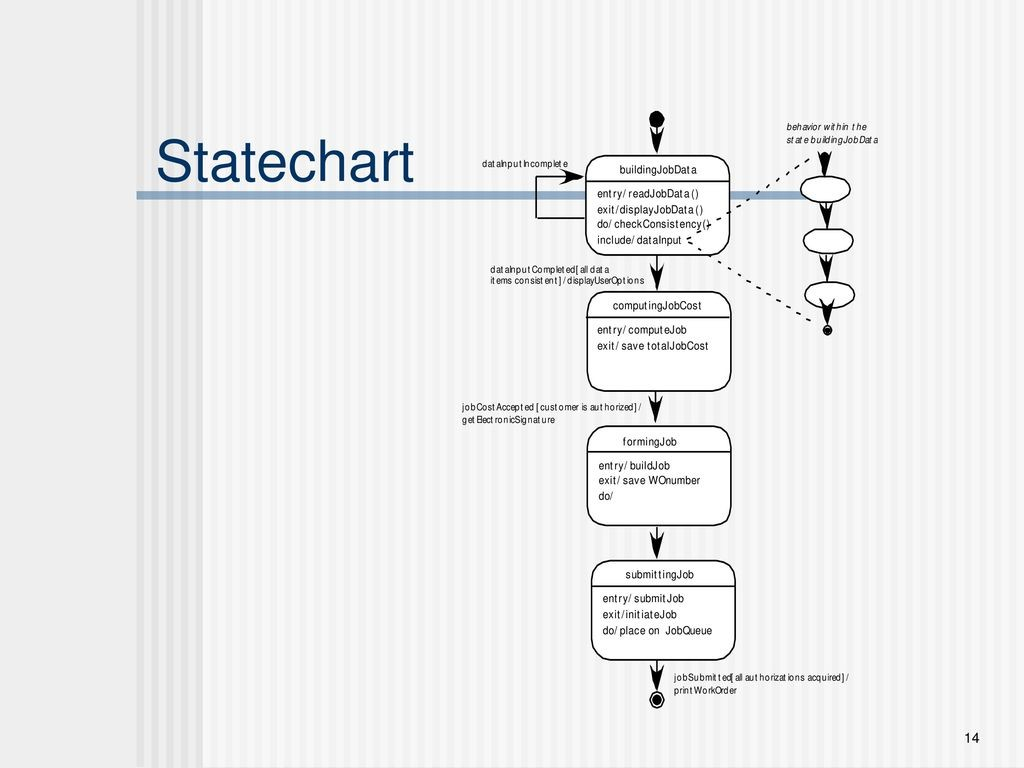 Statechart
behavior within the
state buildingJobData
dataInputIncomplete
buildingJobData
entry/readJobData()
exit/displayJobData()
do/checkConsistency()
include/dataInput
dataInputCompleted[all data
items consistent]/displayUserOptions
computingJobCost
entry/computeJob
exit/save totalJobCost
jobCostAccepted [customer is authorized]/
getElectronicSignature
formingJob
entry/buildJob
exit/save WOnumber
do/
submittingJob
entry/submitJob
exit/initiateJob
do/place on JobQueue
jobSubmitted[all authorizations acquired]/
printWorkOrder
14